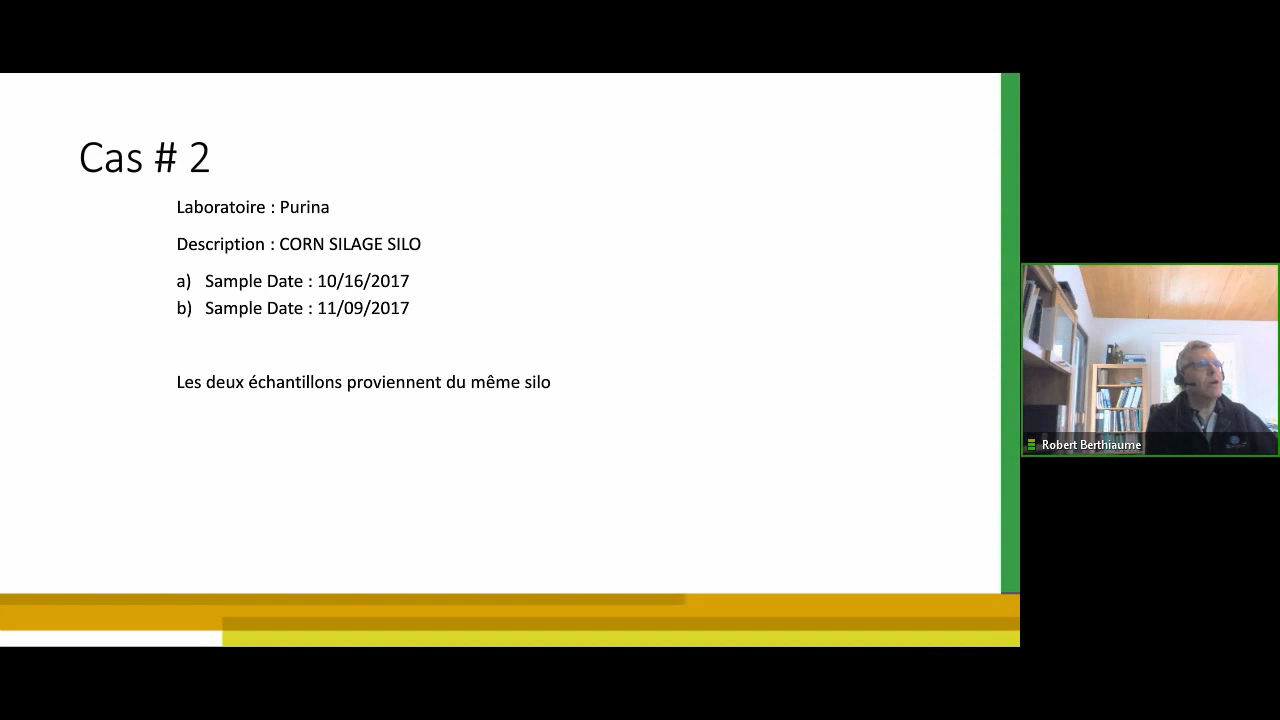 Cas # 2
Laboratoire : Purina
Description : CORN SILAGE SILO
a) Sample Date : 10/16/2017
b) Sample Date : 11/09/2017
Les deux échantillons proviennent du même silo
Robert Berthiaume